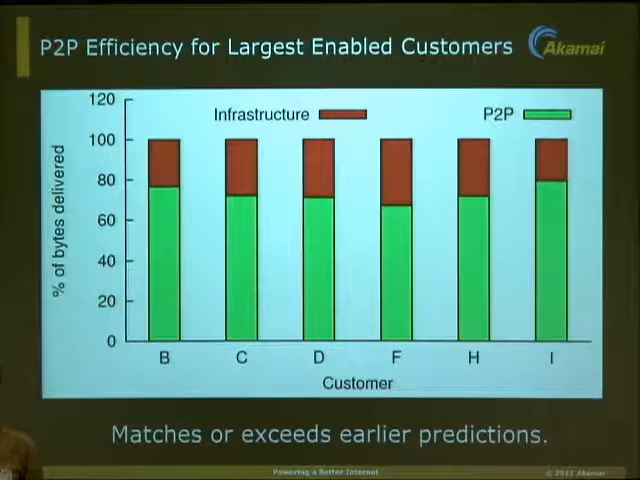 P2P Efficiency for Largest Enabled Customers
Akamai
Infrastructure
P2P
120
100
80
60
40
20
0
% of bytes delivered
B C D F H I
Customer
Matches or exceeds earlier predictions.
Powering a Better Internet
© 2012 Akamai